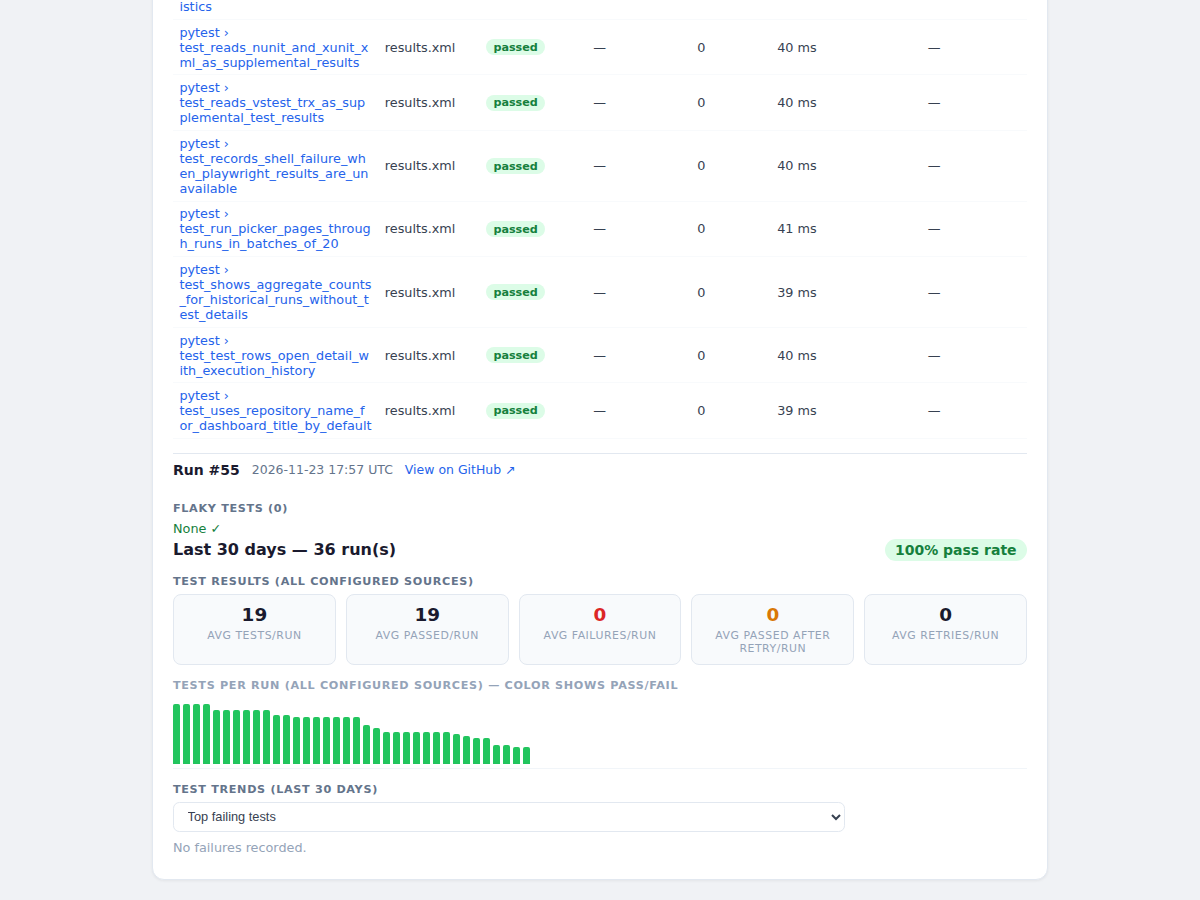 istics
pytest ›
test_reads_nunit_and_xunit_x
ml_as_supplemental_results
results.xml passed — 0 40 ms —
pytest ›
test_reads_vstest_trx_as_sup
plemental_test_results
results.xml passed — 0 40 ms —
pytest ›
test_records_shell_failure_wh
en_playwright_results_are_un
available
results.xml passed — 0 40 ms —
pytest ›
test_run_picker_pages_throug
h_runs_in_batches_of_20
results.xml passed — 0 41 ms —
pytest ›
test_shows_aggregate_counts
_for_historical_runs_without_t
est_details
results.xml passed — 0 39 ms —
pytest ›
test_test_rows_open_detail_w
ith_execution_history
results.xml passed — 0 40 ms —
pytest ›
test_uses_repository_name_f
or_dashboard_title_by_default
results.xml passed — 0 39 ms —
Run #55 2026-11-23 17:57 UTC View on GitHub ↗
FLAKY TESTS (0)
None ✓
Last 30 days — 36 run(s) 100% pass rate
TEST RESULTS (ALL CONFIGURED SOURCES)
19
AVG TESTS/RUN
19
AVG PASSED/RUN
0
AVG FAILURES/RUN
0
AVG PASSED AFTER
RETRY/RUN
0
AVG RETRIES/RUN
TESTS PER RUN (ALL CONFIGURED SOURCES) — COLOR SHOWS PASS/FAIL
TEST TRENDS (LAST 30 DAYS)
Top failing tests
No failures recorded.